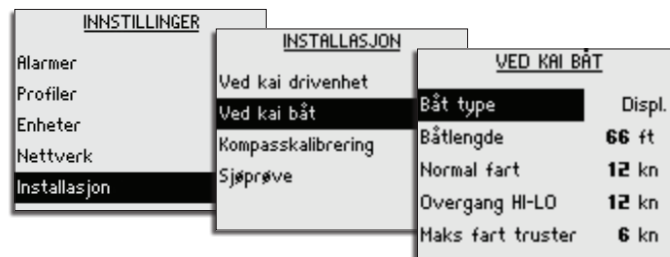 INNSTILLINGER
Alarmer
Profiler
Enheter
Nettverk
Installasjon
INSTALLASJON
Ved kai drivenhet
Ved kai båt
Kompasskalibrering
Sjøprøve
VED KAI BÅT
Båt type Displ.
Båtlengde 66 ft
Normal fart 12 kn
Overgang HI-LO 12 kn
Maks fart truster 6 kn